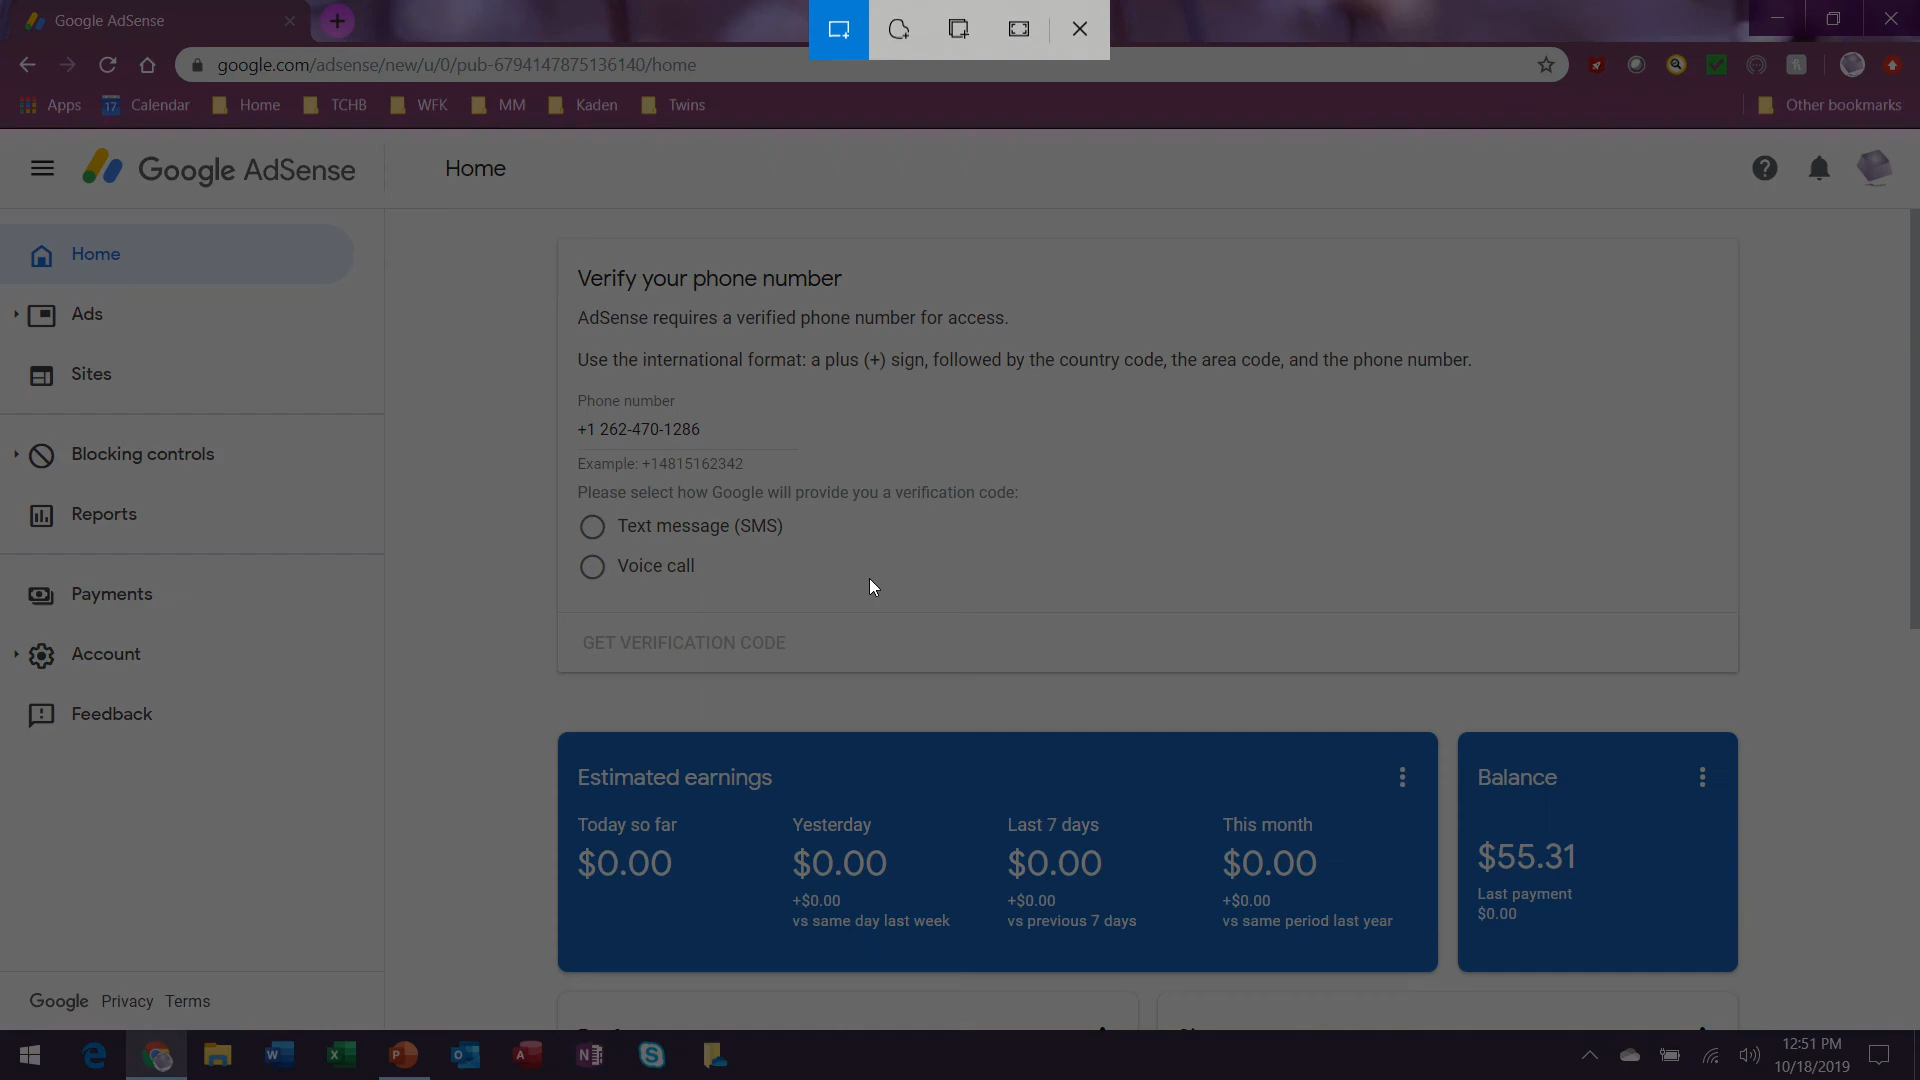 Google AdSense
google.com/adsense/new/u/0/pub-6794147875136140/home
Apps
17
Calendar
Home
TCHB
WFK
MM
Kaden
Twins
Other bookmarks
Google AdSense
Home
Home
Ads
Sites
Blocking controls
Reports
Payments
Account
Feedback
Google Privacy Terms
Verify your phone number
AdSense requires a verified phone number for access.
Use the international format: a plus (+) sign, followed by the country code, the area code, and the phone number.
Phone number
+1 262-470-1286
Example: +14815162342
Please select how Google will provide you a verification code:
Text message (SMS)
Voice call
GET VERIFICATION CODE
Estimated earnings
Today so far
$0.00
Yesterday
$0.00
+$0.00
vs same day last week
Last 7 days
$0.00
+$0.00
vs previous 7 days
This month
$0.00
+$0.00
vs same period last year
Balance
$55.31
Last payment
$0.00
12:51 PM
10/18/2019